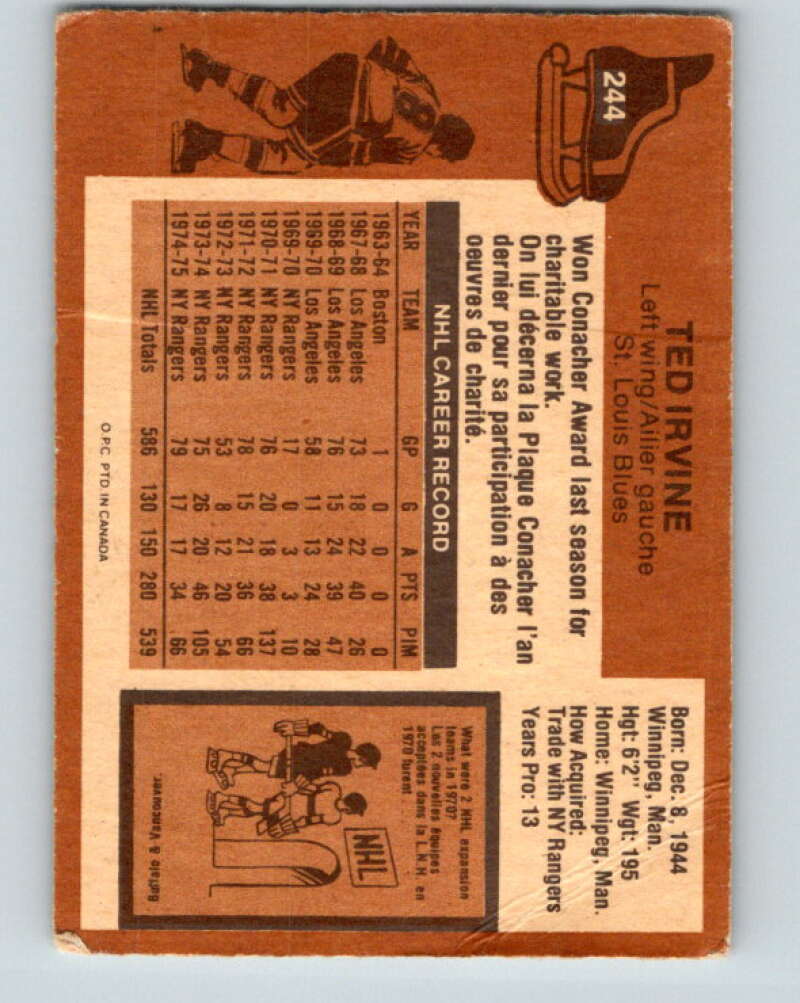 244
8
TED IRVINE
Left wing/Ailier gauche
St. Louis Blues
Born: Dec. 8, 1944
Winnipeg, Man.
Hgt: 6'2" Wgt: 195
Home: Winnipeg, Man.
How Acquired:
Trade with NY Rangers
Years Pro: 13
Won Conacher Award last season for
charitable work.
On lui décerna la Plaque Conacher l'an
dernier pour sa participation à des
oeuvres de charité.
NHL CAREER RECORD
YEAR TEAM GP G A PTS PIM
1963-64 Boston 1 0 0 0 0
1967-68 Los Angeles 73 18 22 40 26
1968-69 Los Angeles 76 15 24 39 47
1969-70 Los Angeles 58 11 13 24 28
1969-70 NY Rangers 17 0 3 3 10
1970-71 NY Rangers 76 20 18 38 137
1971-72 NY Rangers 78 15 21 36 66
1972-73 NY Rangers 53 8 12 20 54
1973-74 NY Rangers 75 26 20 46 105
1974-75 NY Rangers 79 17 17 34 66
NHL Totals 586 130 150 280 539
What were 2 NHL expansion
teams in 1970?
Les 2 nouvelles équipes
acceptées dans la L.N.H. en
1970 furent . . .
NHL
Buffalo & Vancouver.
O.P.C. PTD IN CANADA